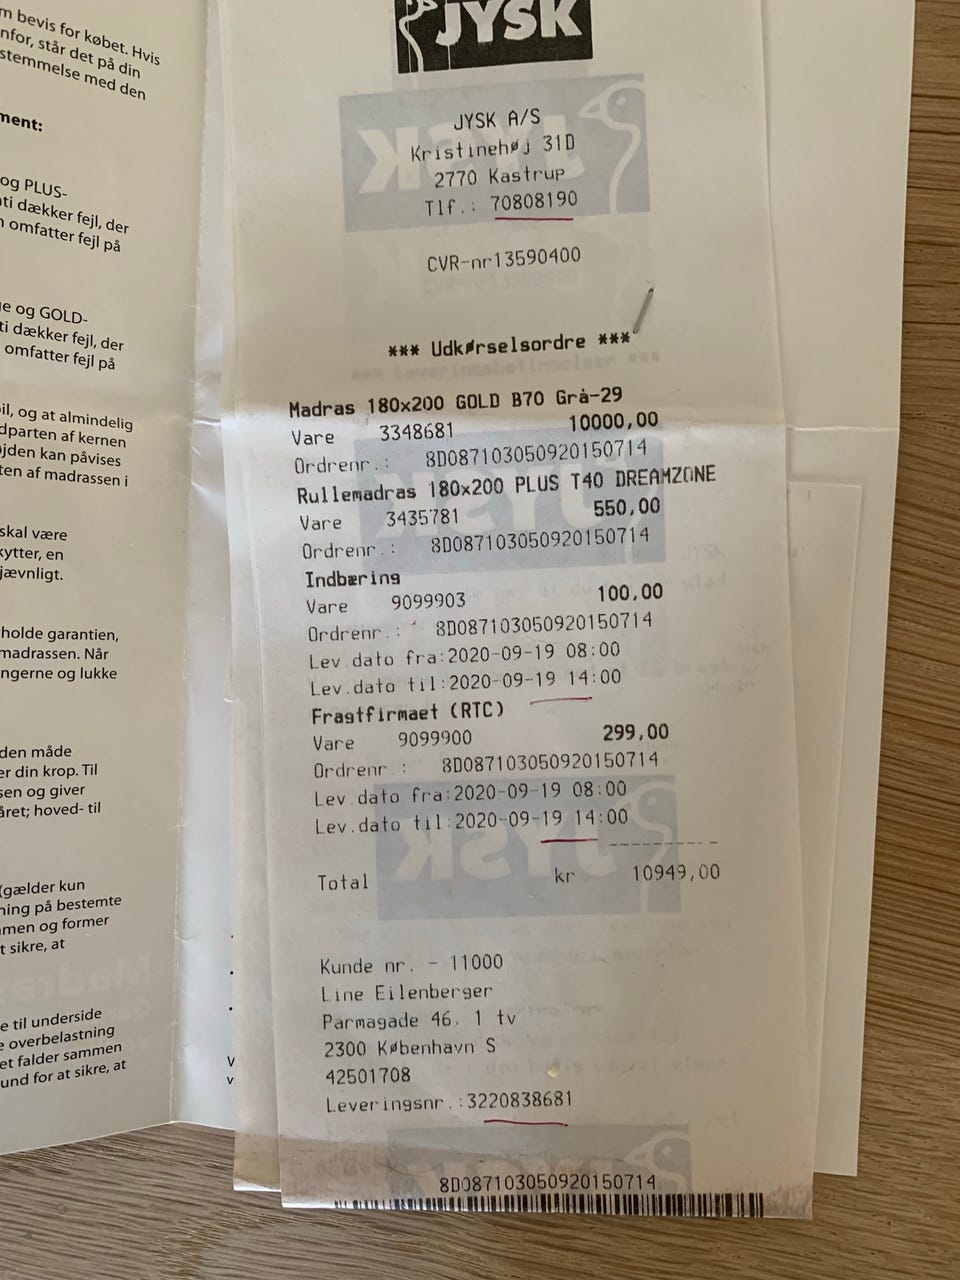 m bevis for købet. Hvis
nfor, står det på din
stemmelse med den
ment:
og PLUS-
ti dækker fejl, der
omfatter fejl på
e og GOLD-
ti dækker fejl, der
omfatter fejl på
il, og at almindelig
dparten af kernen
jden kan påvises
ten af madrassen i
skal være
kytter, en
jævnligt.
holde garantien,
madrassen. Når
ngerne og lukke
den måde
er din krop. Til
sen og giver
året; hoved- til
(gælder kun
ning på bestemte
men og former
t sikre, at
e til underside
e overbelastning
et falder sammen
und for at sikre, at
JYSK
JYSK A/S
Kristinehøj 31D
2770 Kastrup
Tlf.: 70808190
CVR-nr13590400
*** Udkørselsordre ***
Madras 180x200 GOLD B70 Grå-29
Vare 3348681 10000,00
Ordrenr.: 8D087103050920150714
Rullemadras 180x200 PLUS T40 DREAMZONE
Vare 3435781 550,00
Ordrenr.: 8D087103050920150714
Indbæring
Vare 9099903 100,00
Ordrenr.: 8D087103050920150714
Lev.dato fra:2020-09-19 08:00
Lev.dato til:2020-09-19 14:00
Fragtfirmaet (RTC)
Vare 9099900 299,00
Ordrenr : 8D087103050920150714
Lev.dato fra:2020-09-19 08:00
Lev.dato til:2020-09-19 14:00
Total kr 10949,00
Kunde nr. - 11000
Line Eilenberger
Parmagade 46, 1 tv
2300 København S
42501708
Leveringsnr.:3220838681
8D087103050920150714